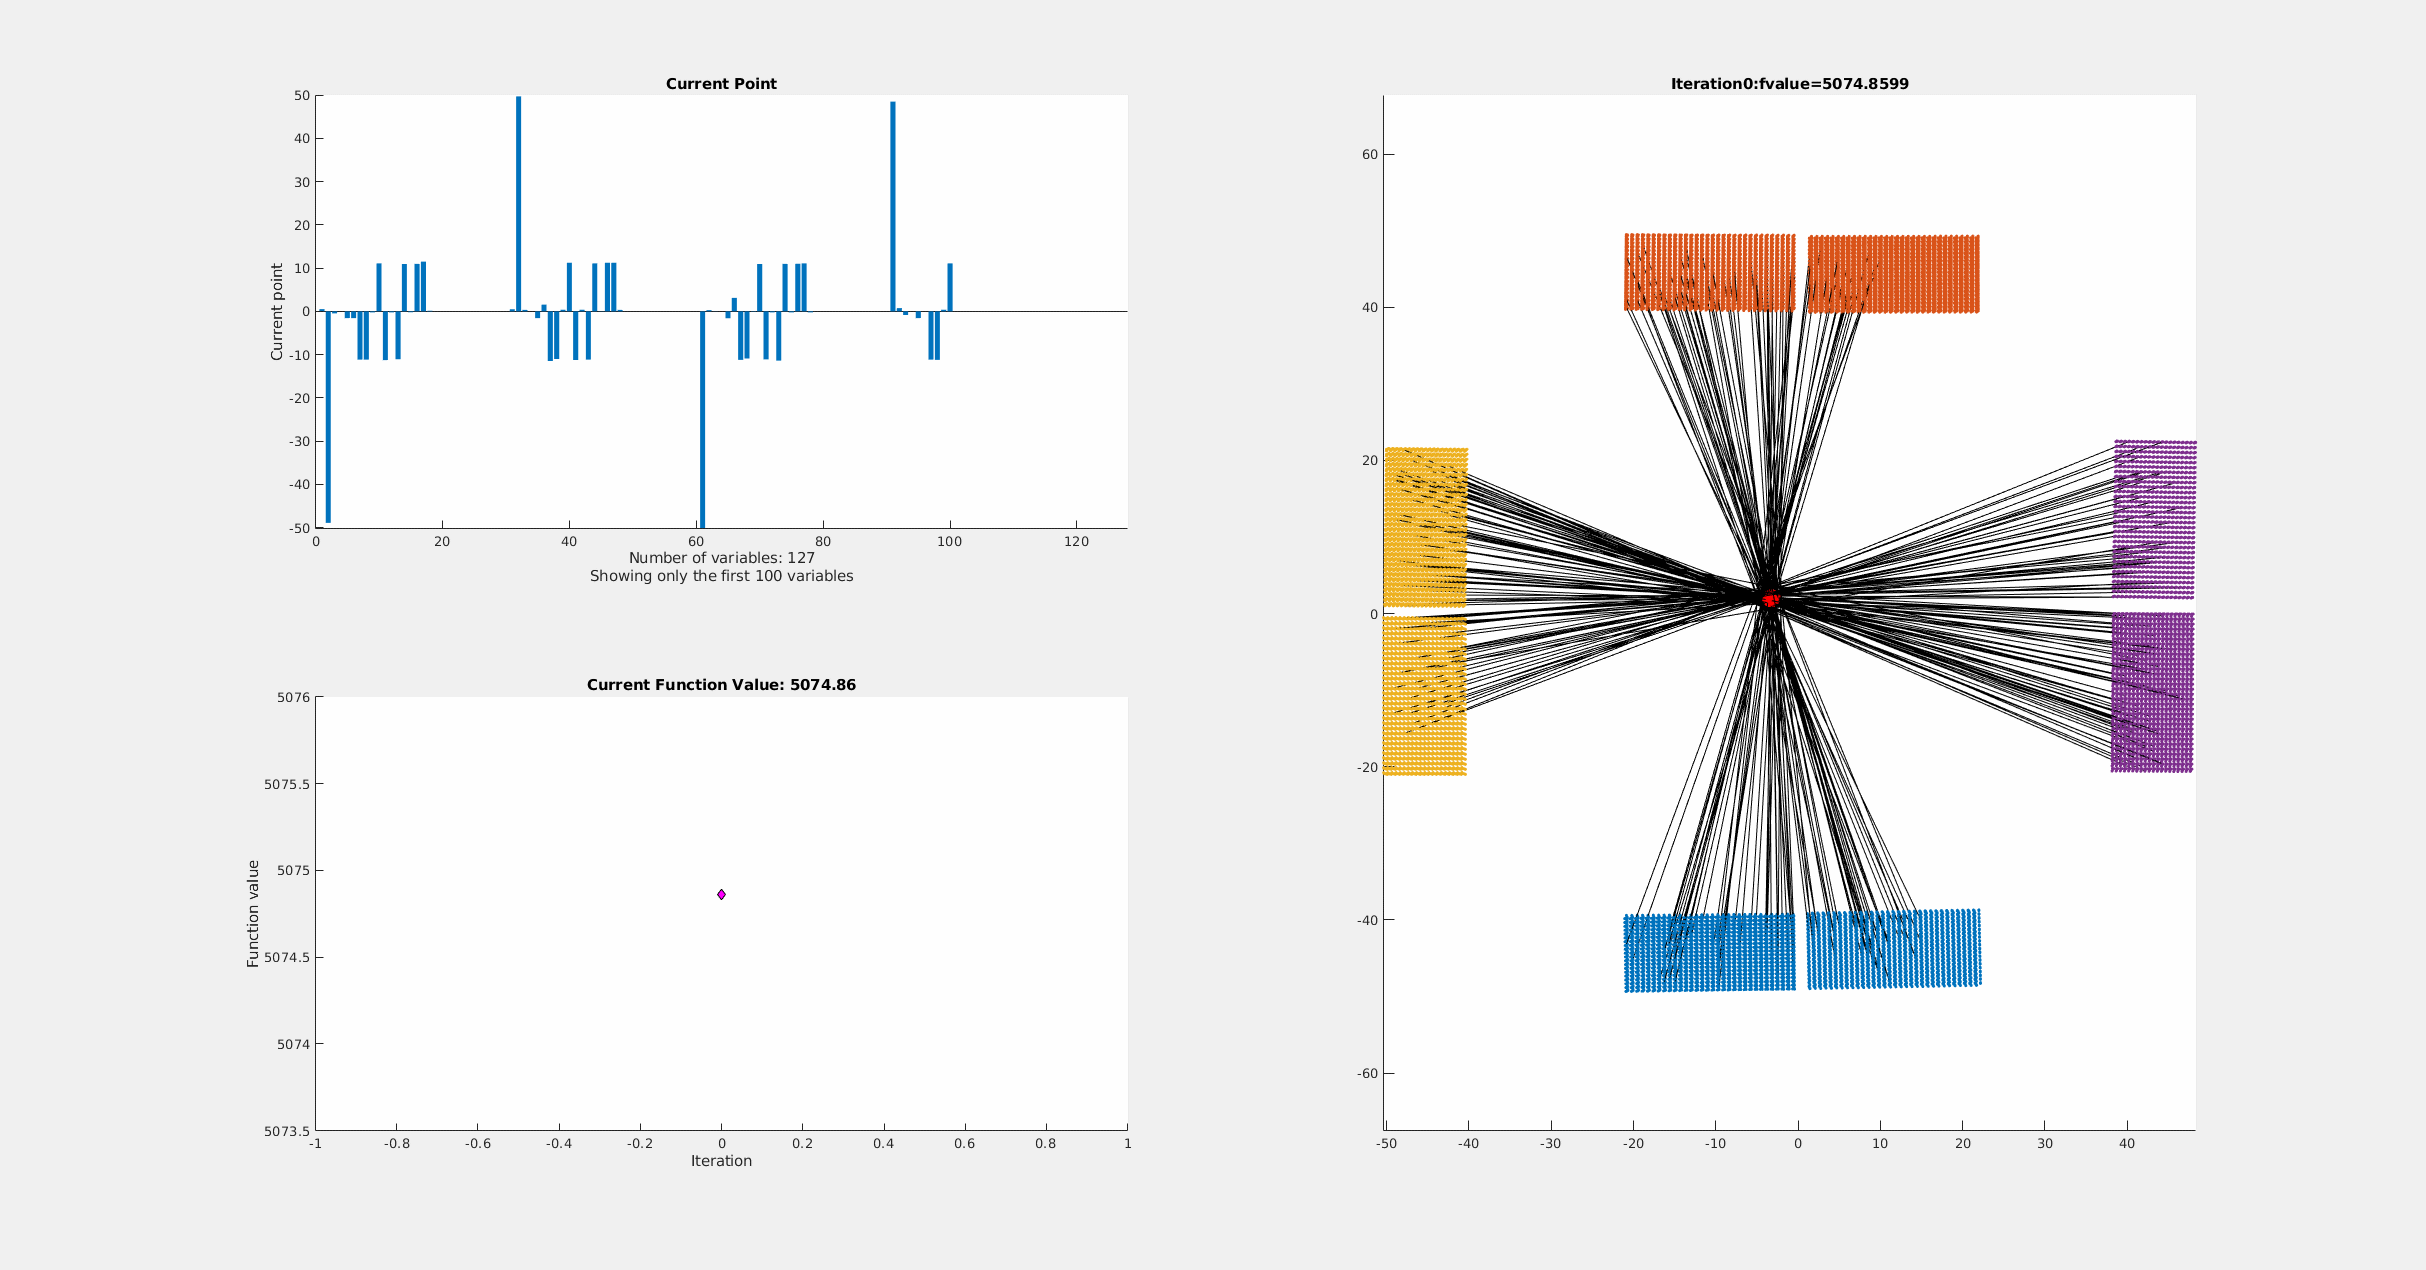 Current Point
50
40
30
20
10
0
-10
-20
-30
-40
-50
Current point
0 20 40 60 80 100 120
Number of variables: 127
Showing only the first 100 variables
Current Function Value: 5074.86
5076
5075.5
5075
5074.5
5074
5073.5
Function value
-1 -0.8 -0.6 -0.4 -0.2 0 0.2 0.4 0.6 0.8 1
Iteration
Iteration0:fvalue=5074.8599
60
40
20
0
-20
-40
-60
-50 -40 -30 -20 -10 0 10 20 30 40